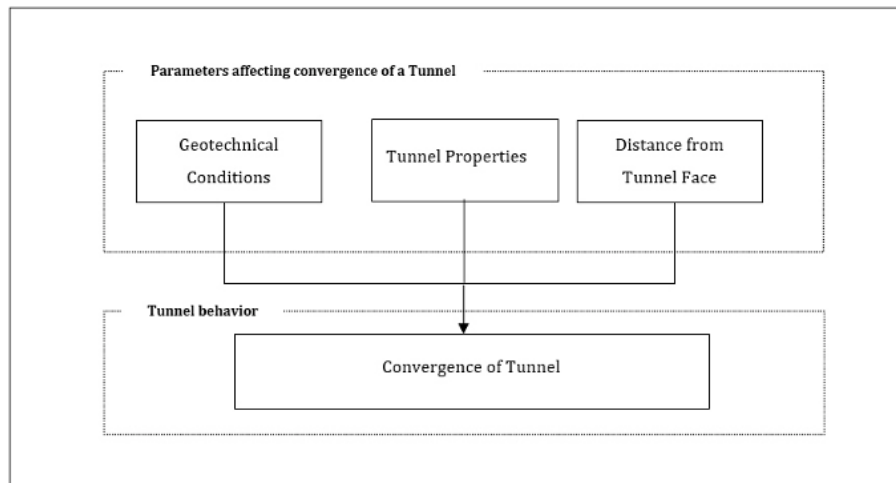 Parameters affecting convergence of a Tunnel
Geotechnical
Conditions
Tunnel Properties
Distance from
Tunnel Face
Tunnel behavior
Convergence of Tunnel